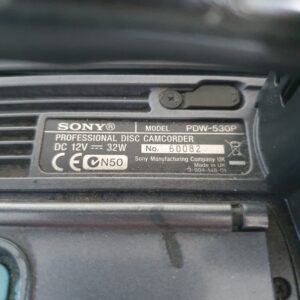 SONY® MODEL PDW-530P
PROFESSIONAL DISC CAMCORDER
DC 12V 32W No. 60082
CE N50 Sony Manufacturing Company UK
Made in UK